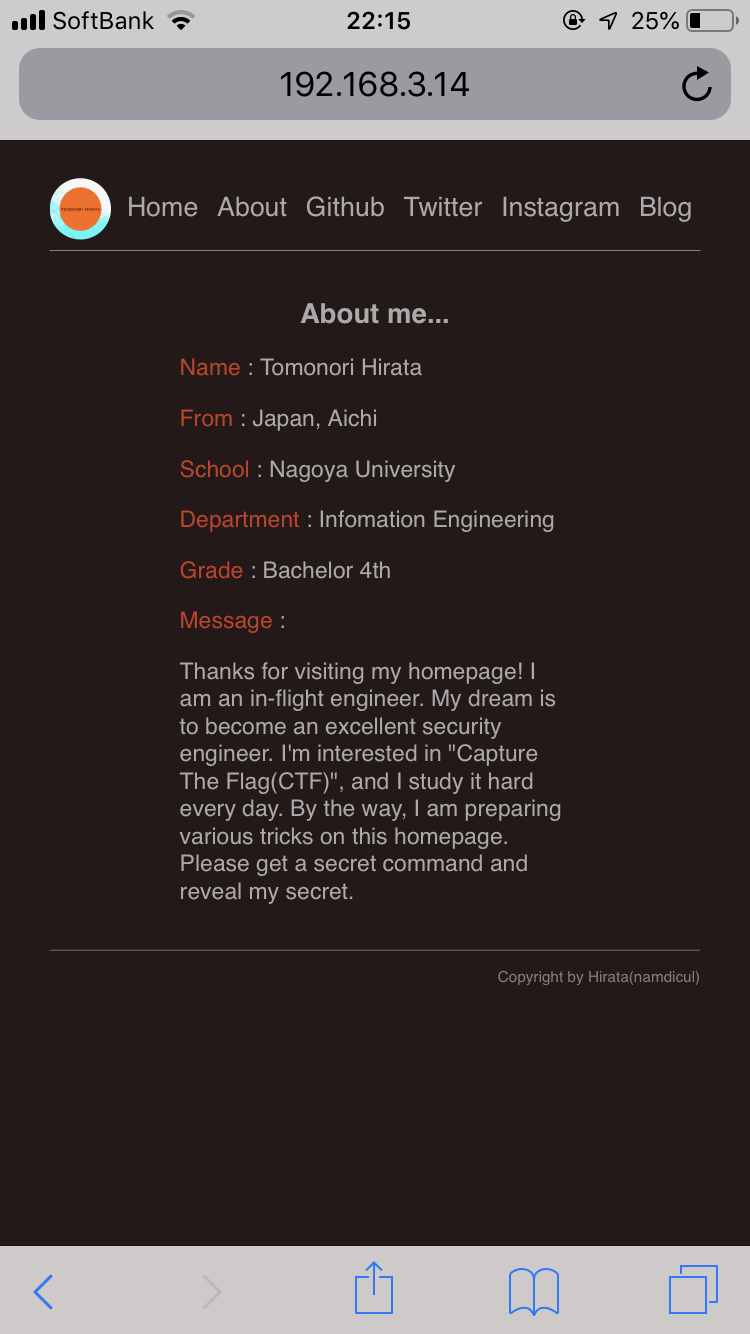 SoftBank 22:15 25%
192.168.3.14
TOMONORI HIRATA
Home About Github Twitter Instagram Blog
About me...
Name : Tomonori Hirata
From : Japan, Aichi
School : Nagoya University
Department : Infomation Engineering
Grade : Bachelor 4th
Message :
Thanks for visiting my homepage! I
am an in-flight engineer. My dream is
to become an excellent security
engineer. I'm interested in "Capture
The Flag(CTF)", and I study it hard
every day. By the way, I am preparing
various tricks on this homepage.
Please get a secret command and
reveal my secret.
Copyright by Hirata(namdicul)